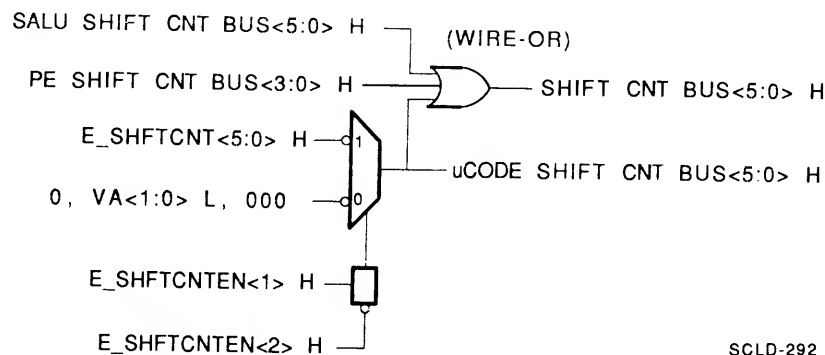 SALU SHIFT CNT BUS<5:0> H
(WIRE-OR)
PE SHIFT CNT BUS<3:0> H
SHIFT CNT BUS<5:0> H
E_SHFTCNT<5:0> H
1
uCODE SHIFT CNT BUS<5:0> H
0, VA<1:0> L, 000
0
E_SHFTCNTEN<1> H
E_SHFTCNTEN<2> H
SCLD-292